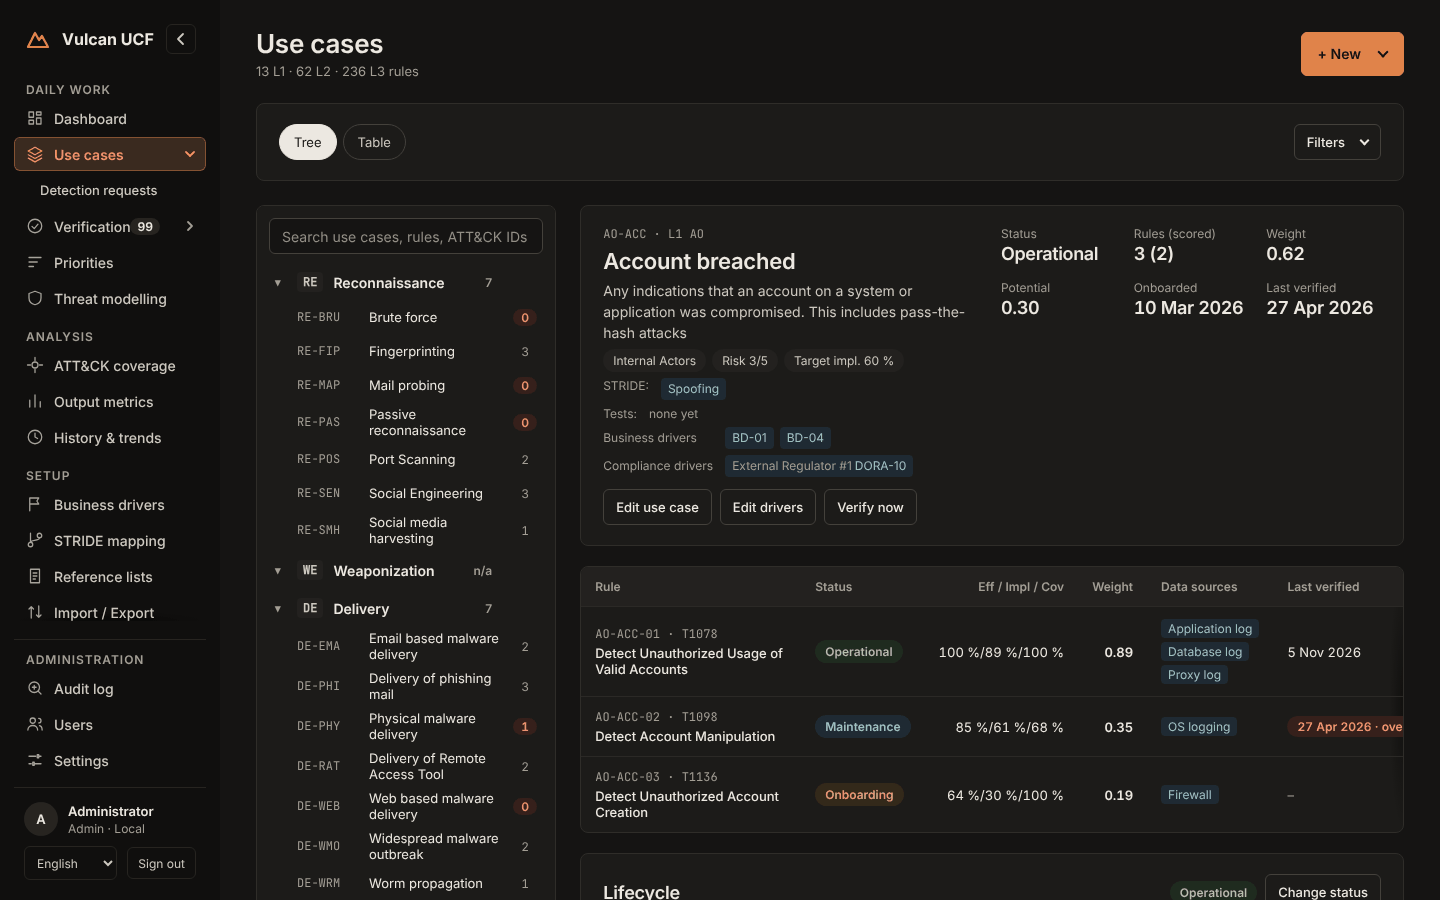 Vulcan UCF
DAILY WORK
Dashboard
Use cases
Detection requests
Verification 99
Priorities
Threat modelling
ANALYSIS
ATT&CK coverage
Output metrics
History & trends
SETUP
Business drivers
STRIDE mapping
Reference lists
Import / Export
ADMINISTRATION
Audit log
Users
Settings
A
Administrator
Admin · Local
English
Sign out
Use cases
13 L1 · 62 L2 · 236 L3 rules
+ New
Tree
Table
Filters
Search use cases, rules, ATT&CK IDs
RE Reconnaissance 7
RE-BRU Brute force 0
RE-FIP Fingerprinting 3
RE-MAP Mail probing 0
RE-PAS Passive
reconnaissance 0
RE-POS Port Scanning 2
RE-SEN Social Engineering 3
RE-SMH Social media
harvesting 1
WE Weaponization n/a
DE Delivery 7
DE-EMA Email based malware
delivery 2
DE-PHI Delivery of phishing
mail 3
DE-PHY Physical malware
delivery 1
DE-RAT Delivery of Remote
Access Tool 2
DE-WEB Web based malware
delivery 0
DE-WMO Widespread malware
outbreak 2
DE-WRM Worm propagation 1
AO-ACC · L1 AO
Account breached
Any indications that an account on a system or
application was compromised. This includes pass-the-
hash attacks
Internal Actors Risk 3/5 Target impl. 60 %
STRIDE: Spoofing
Tests: none yet
Business drivers BD-01 BD-04
Compliance drivers External Regulator #1 DORA-10
Edit use case Edit drivers Verify now
Status Rules (scored) Weight
Operational 3 (2) 0.62
Potential Onboarded Last verified
0.30 10 Mar 2026 27 Apr 2026
Rule Status Eff / Impl / Cov Weight Data sources Last verified
AO-ACC-01 · T1078
Detect Unauthorized Usage of
Valid Accounts
Operational 100 %/89 %/100 % 0.89
Application log
Database log
Proxy log
5 Nov 2026
AO-ACC-02 · T1098
Detect Account Manipulation
Maintenance 85 %/61 %/68 % 0.35 OS logging 27 Apr 2026 · ove
AO-ACC-03 · T1136
Detect Unauthorized Account
Creation
Onboarding 64 %/30 %/100 % 0.19 Firewall –
Lifecycle
Operational
Change status